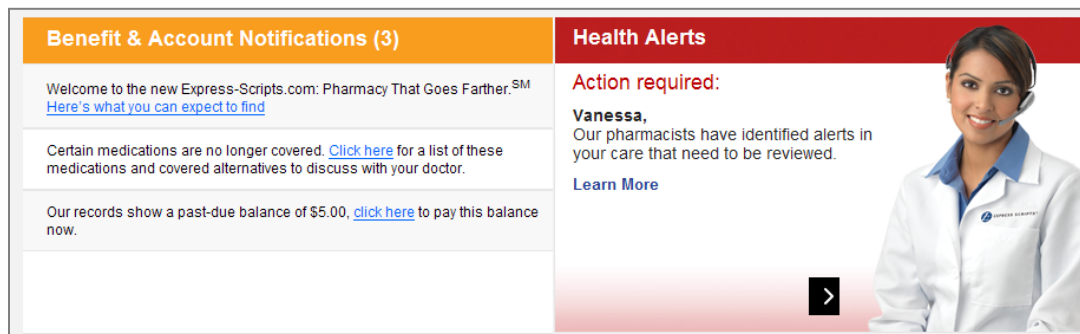 Benefit & Account Notifications (3)
Welcome to the new Express-Scripts.com: Pharmacy That Goes Farther.SM
Here's what you can expect to find
Certain medications are no longer covered. Click here for a list of these
medications and covered alternatives to discuss with your doctor.
Our records show a past-due balance of $5.00, click here to pay this balance
now.
Health Alerts
Action required:
Vanessa,
Our pharmacists have identified alerts in
your care that need to be reviewed.
Learn More
EXPRESS SCRIPTS